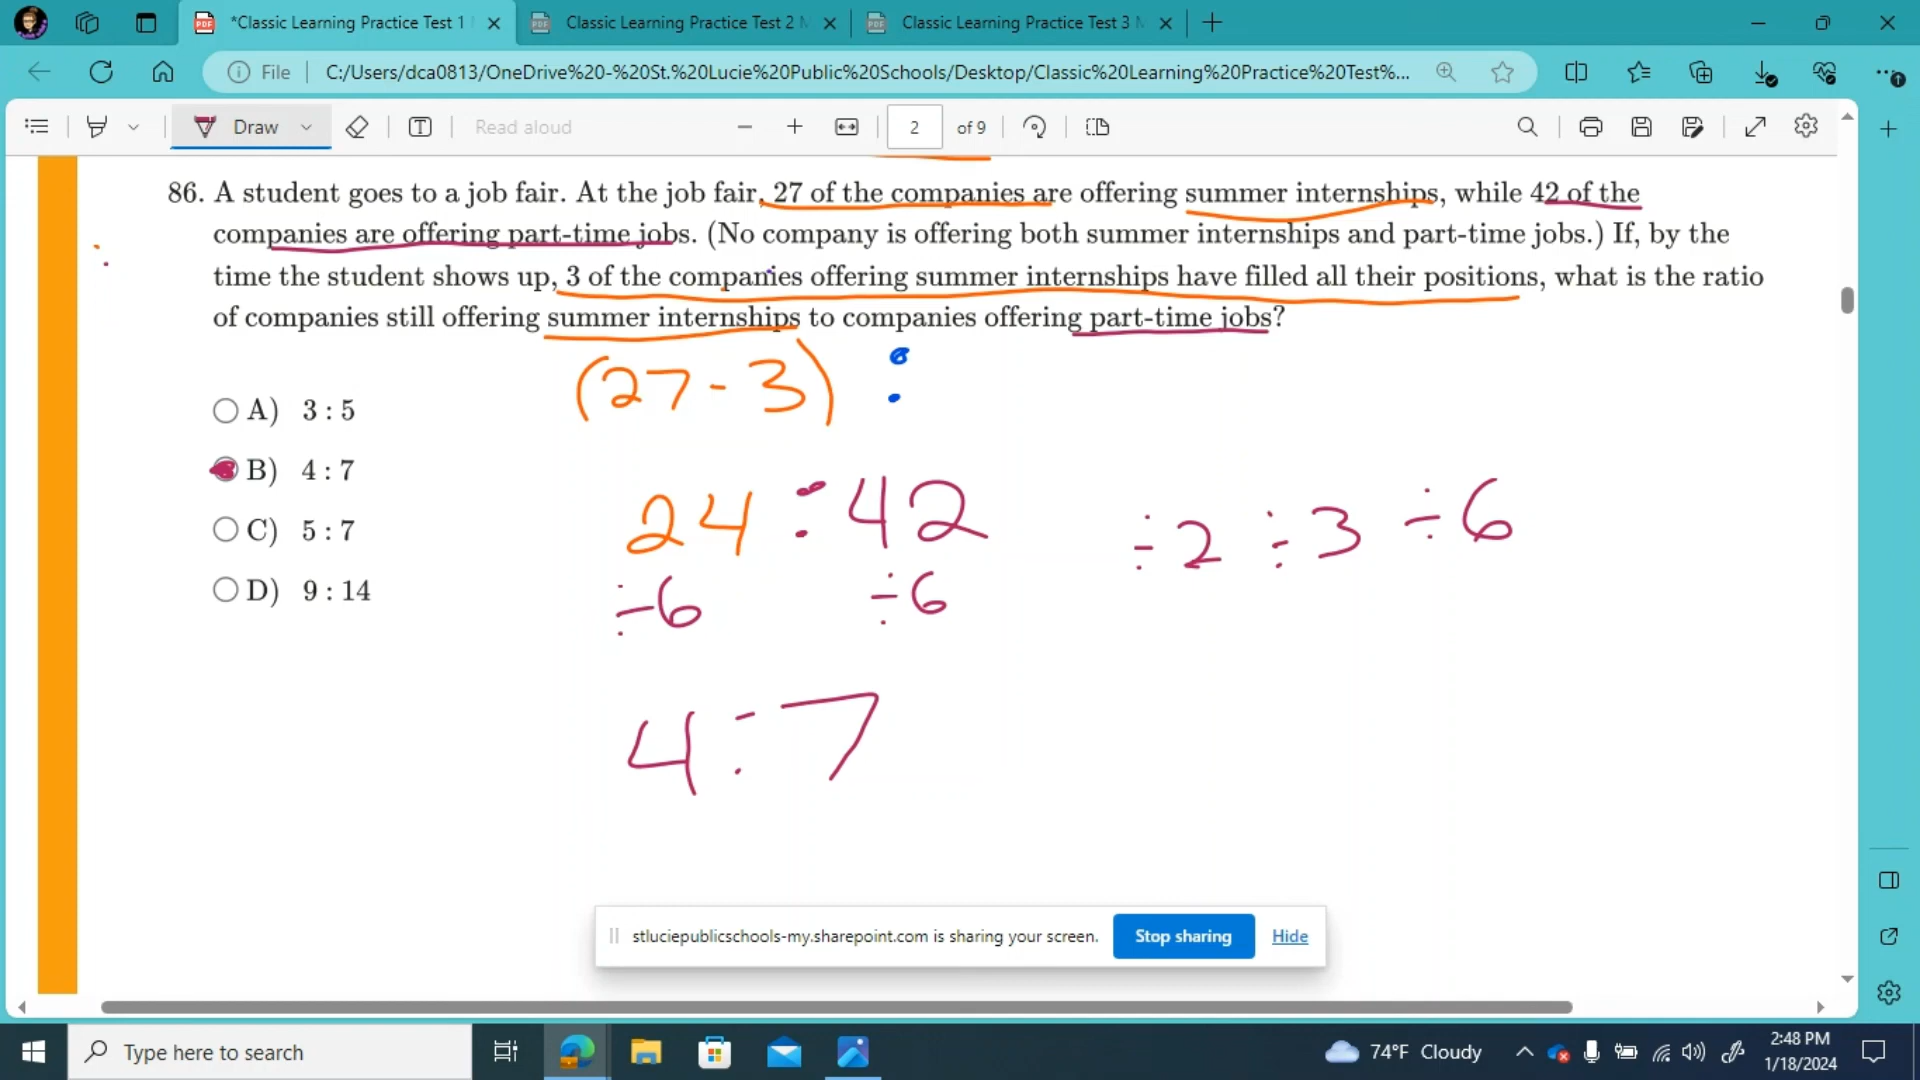 *Classic Learning Practice Test 1
Classic Learning Practice Test 2 M
Classic Learning Practice Test 3 M
File
C:/Users/dca0813/OneDrive%20-%20St.%20Lucie%20Public%20Schools/Desktop/Classic%20Learning%20Practice%20Test%...
Draw
Read aloud
2 of 9
86. A student goes to a job fair. At the job fair, 27 of the companies are offering summer internships, while 42 of the
companies are offering part-time jobs. (No company is offering both summer internships and part-time jobs.) If, by the
time the student shows up, 3 of the companies offering summer internships have filled all their positions, what is the ratio
of companies still offering summer internships to companies offering part-time jobs?
(27-3) :
A) 3 : 5
B) 4 : 7
24 : 42
÷2 ÷3 ÷6
C) 5 : 7
D) 9 : 14
÷6 ÷6
4:7
stluciepublicschools-my.sharepoint.com is sharing your screen.
Stop sharing
Hide
Type here to search
74°F Cloudy
2:48 PM
1/18/2024